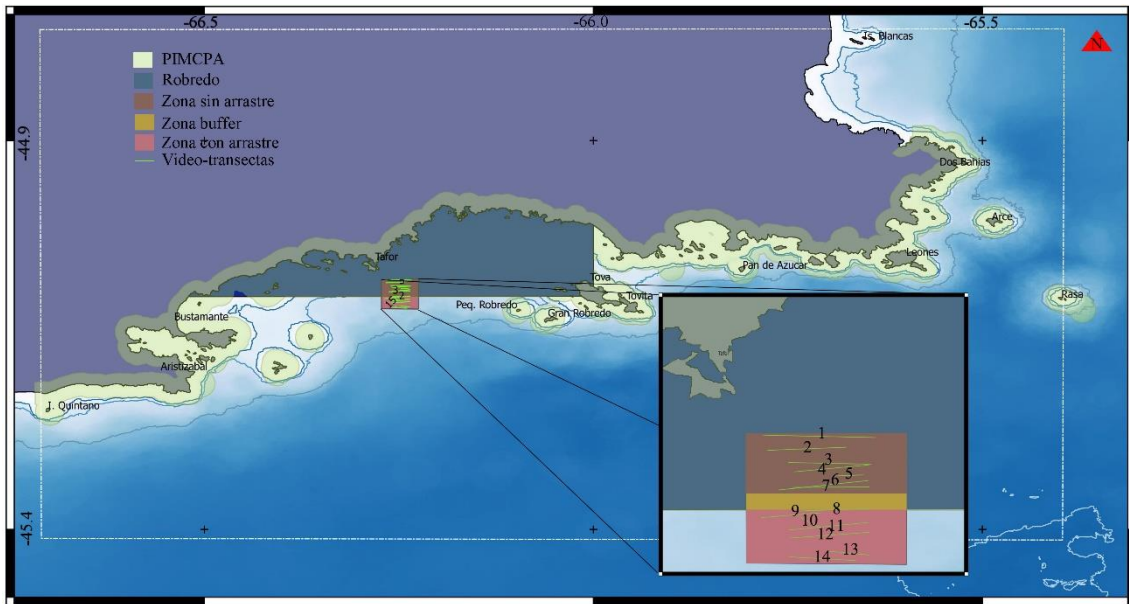 -66.5
-66.0
-65.5
Is. Blancas
N
PIMCPA
Robredo
Zona sin arrastre
Zona buffer
Zona con arrastre
Video-transectas
-44.9
Dos Bahias
Arce
Leones
Pan de Azucar
Tafor
Tova
Tovita
Rasa
Peq. Robredo
Gran Robredo
Bustamante
Aristizabal
I. Quintano
-45.4
1
2
3
4
5
6
7
8
9
10
11
12
13
14